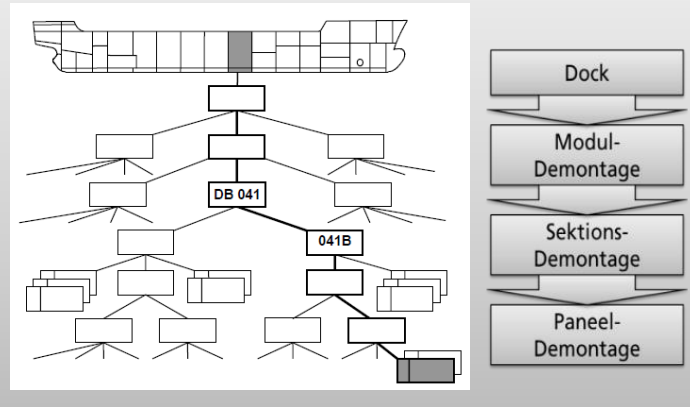 DB 041
041B
Dock
Modul-
Demontage
Sektions-
Demontage
Paneel-
Demontage